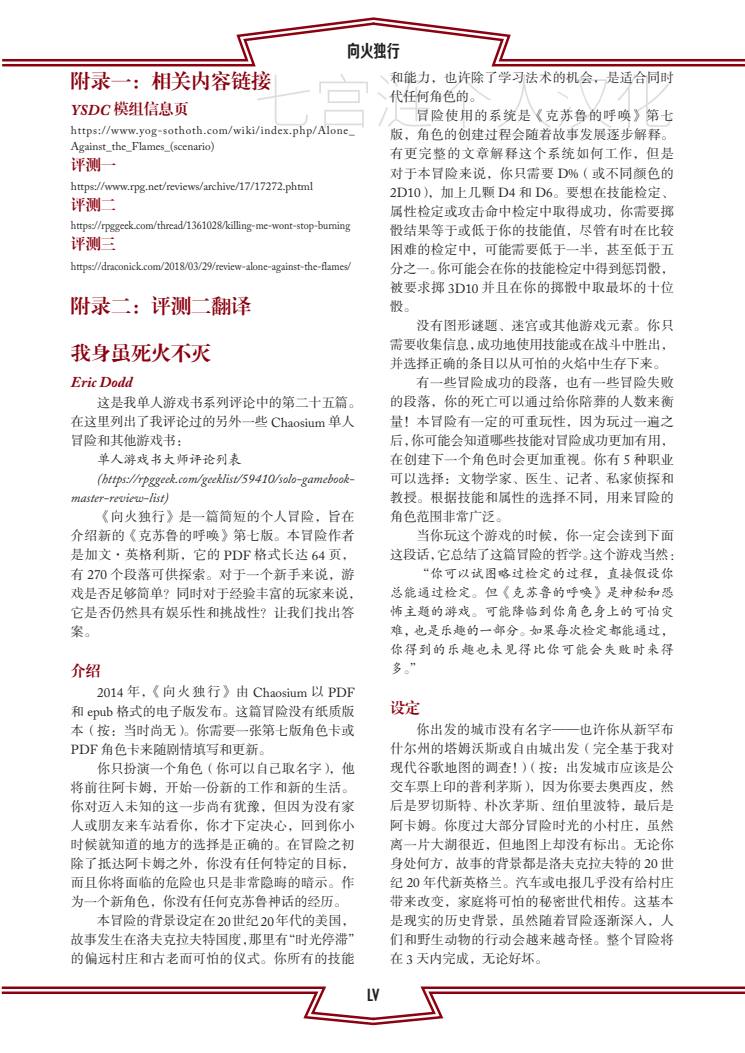 向火独行
七宫涟个人汉化
附录一：相关内容链接
YSDC 模组信息页
https://www.yog-sothoth.com/wiki/index.php/Alone_
Against_the_Flames_(scenario)
评测一
https://www.rpg.net/reviews/archive/17/17272.phtml
评测二
https://rpggeek.com/thread/1361028/killing-me-wont-stop-burning
评测三
https://draconick.com/2018/03/29/review-alone-against-the-flames/
附录二：评测二翻译
我身虽死火不灭
Eric Dodd
这是我单人游戏书系列评论中的第二十五篇。
在这里列出了我评论过的另外一些 Chaosium 单人
冒险和其他游戏书：
单人游戏书大师评论列表
(https://rpggeek.com/geeklist/59410/solo-gamebook-
master-review-list)
《向火独行》是一篇简短的个人冒险，旨在
介绍新的《克苏鲁的呼唤》第七版。本冒险作者
是加文·英格利斯，它的 PDF 格式长达 64 页，
有 270 个段落可供探索。对于一个新手来说，游
戏是否足够简单？同时对于经验丰富的玩家来说，
它是否仍然具有娱乐性和挑战性？让我们找出答
案。
介绍
2014 年，《向火独行》由 Chaosium 以 PDF
和 epub 格式的电子版发布。这篇冒险没有纸质版
本（按：当时尚无）。你需要一张第七版角色卡或
PDF 角色卡来随剧情填写和更新。
你只扮演一个角色（你可以自己取名字），他
将前往阿卡姆，开始一份新的工作和新的生活。
你对迈入未知的这一步尚有犹豫，但因为没有家
人或朋友来车站看你，你才下定决心，回到你小
时候就知道的地方的选择是正确的。在冒险之初
除了抵达阿卡姆之外，你没有任何特定的目标，
而且你将面临的危险也只是非常隐晦的暗示。作
为一个新角色，你没有任何克苏鲁神话的经历。
本冒险的背景设定在20世纪20年代的美国，
故事发生在洛夫克拉夫特国度，那里有“时光停滞”
的偏远村庄和古老而可怕的仪式。你所有的技能
和能力，也许除了学习法术的机会，是适合同时
代任何角色的。
冒险使用的系统是《克苏鲁的呼唤》第七
版，角色的创建过程会随着故事发展逐步解释。
有更完整的文章解释这个系统如何工作，但是
对于本冒险来说，你只需要 D%（或不同颜色的
2D10），加上几颗 D4 和 D6。要想在技能检定、
属性检定或攻击命中检定中取得成功，你需要掷
骰结果等于或低于你的技能值，尽管有时在比较
困难的检定中，可能需要低于一半，甚至低于五
分之一。你可能会在你的技能检定中得到惩罚骰，
被要求掷 3D10 并且在你的掷骰中取最坏的十位
骰。
没有图形谜题、迷宫或其他游戏元素。你只
需要收集信息，成功地使用技能或在战斗中胜出，
并选择正确的条目以从可怕的火焰中生存下来。
有一些冒险成功的段落，也有一些冒险失败
的段落，你的死亡可以通过给你陪葬的人数来衡
量！本冒险有一定的可重玩性，因为玩过一遍之
后，你可能会知道哪些技能对冒险成功更加有用，
在创建下一个角色时会更加重视。你有 5 种职业
可以选择：文物学家、医生、记者、私家侦探和
教授。根据技能和属性的选择不同，用来冒险的
角色范围非常广泛。
当你玩这个游戏的时候，你一定会读到下面
这段话，它总结了这篇冒险的哲学。这个游戏当然：
“你可以试图略过检定的过程，直接假设你
总能通过检定。但《克苏鲁的呼唤》是神秘和恐
怖主题的游戏。可能降临到你角色身上的可怕灾
难，也是乐趣的一部分。如果每次检定都能通过，
你得到的乐趣也未见得比你可能会失败时来得
多。”
设定
你出发的城市没有名字——也许你从新罕布
什尔州的塔姆沃斯或自由城出发（完全基于我对
现代谷歌地图的调查！）（按：出发城市应该是公
交车票上印的普利茅斯），因为你要去奥西皮，然
后是罗切斯特、朴次茅斯、纽伯里波特，最后是
阿卡姆。你度过大部分冒险时光的小村庄，虽然
离一片大湖很近，但地图上却没有标出。无论你
身处何方，故事的背景都是洛夫克拉夫特的 20 世
纪 20 年代新英格兰。汽车或电报几乎没有给村庄
带来改变，家庭将可怕的秘密世代相传。这基本
是现实的历史背景，虽然随着冒险逐渐深入，人
们和野生动物的行动会越来越奇怪。整个冒险将
在 3 天内完成，无论好坏。
LV